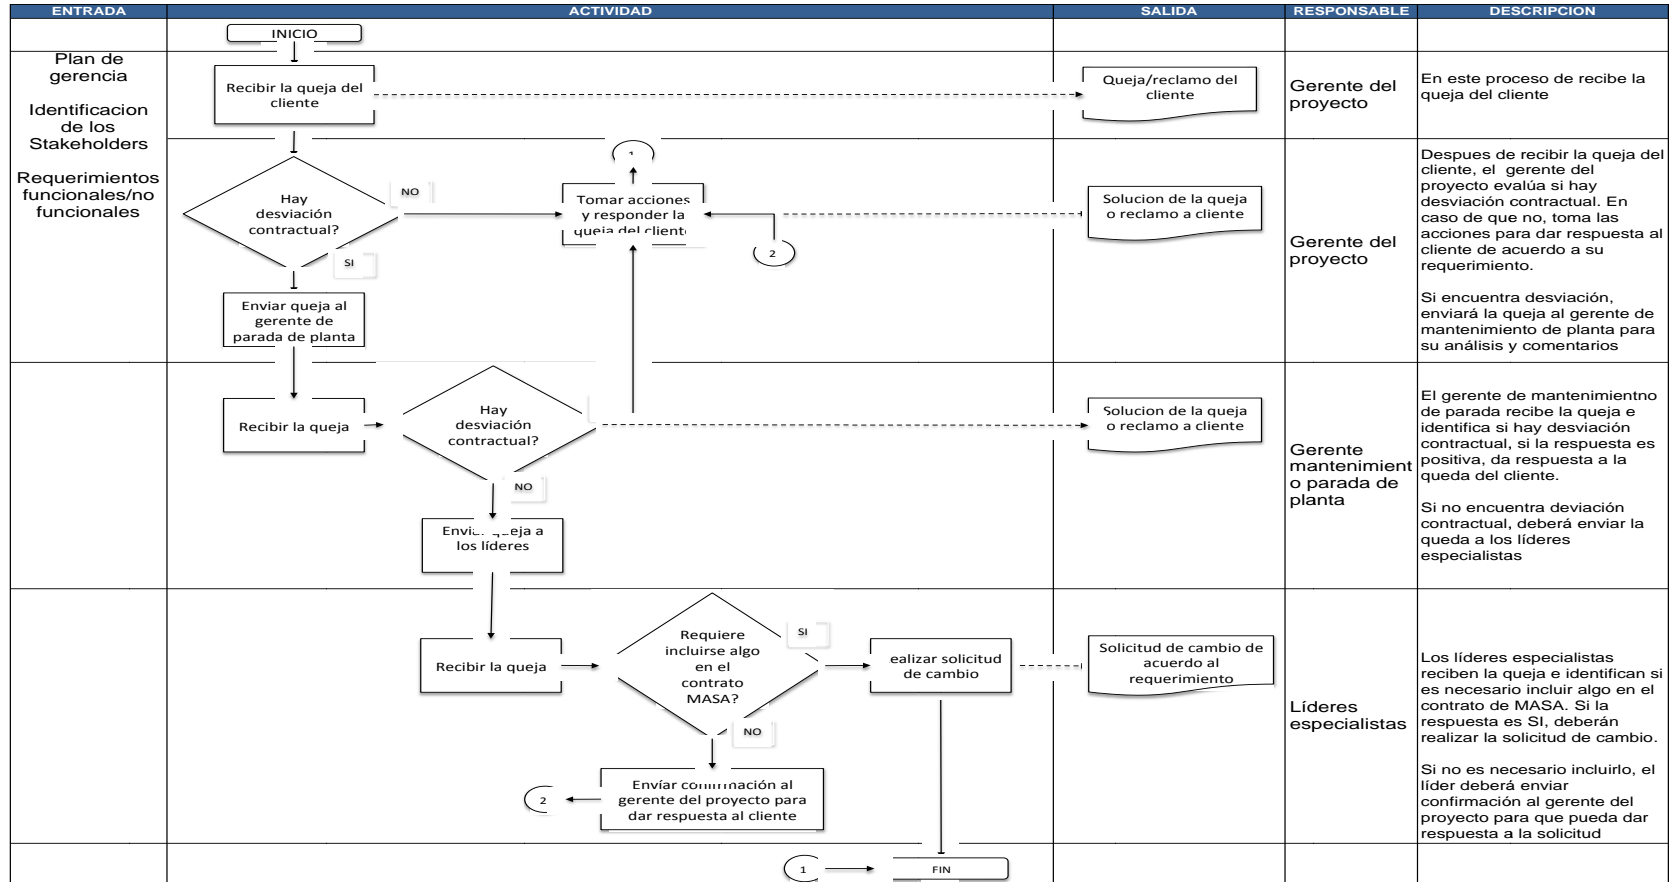 ENTRADA
ACTIVIDAD
SALIDA
RESPONSABLE
DESCRIPCION
INICIO
Plan de
gerencia
Identificacion
de los
Stakeholders
Requerimientos
funcionales/no
funcionales
Recibir la queja del
cliente
Queja/reclamo del
cliente
Gerente del
proyecto
En este proceso de recibe la
queja del cliente
Hay
desviación
contractual?
NO
SI
1
Tomar acciones
y responder la
queja del cliente
2
Solucion de la queja
o reclamo a cliente
Gerente del
proyecto
Despues de recibir la queja del
cliente, el gerente del
proyecto evalúa si hay
desviación contractual. En
caso de que no, toma las
acciones para dar respuesta al
cliente de acuerdo a su
requerimiento.
Si encuentra desviación,
enviará la queja al gerente de
mantenimiento de planta para
su análisis y comentarios
Enviar queja al
gerente de
parada de planta
Recibir la queja
Hay
desviación
contractual?
NO
Solucion de la queja
o reclamo a cliente
Gerente
mantenimient
o parada de
planta
El gerente de mantenimientno
de parada recibe la queja e
identifica si hay desviación
contractual, si la respuesta es
positiva, da respuesta a la
queda del cliente.
Si no encuentra deviación
contractual, deberá enviar la
queda a los líderes
especialistas
Enviar queja a
los líderes
Recibir la queja
Requiere
incluirse algo
en el
contrato
MASA?
SI
NO
ealizar solicitud
de cambio
Solicitud de cambio de
acuerdo al
requerimiento
Líderes
especialistas
Los líderes especialistas
reciben la queja e identifican si
es necesario incluir algo en el
contrato de MASA. Si la
respuesta es SI, deberán
realizar la solicitud de cambio.
Si no es necesario incluirlo, el
líder deberá enviar
confirmación al gerente del
proyecto para que pueda dar
respuesta a la solicitud
2
Envíar confirmación al
gerente del proyecto para
dar respuesta al cliente
1
FIN